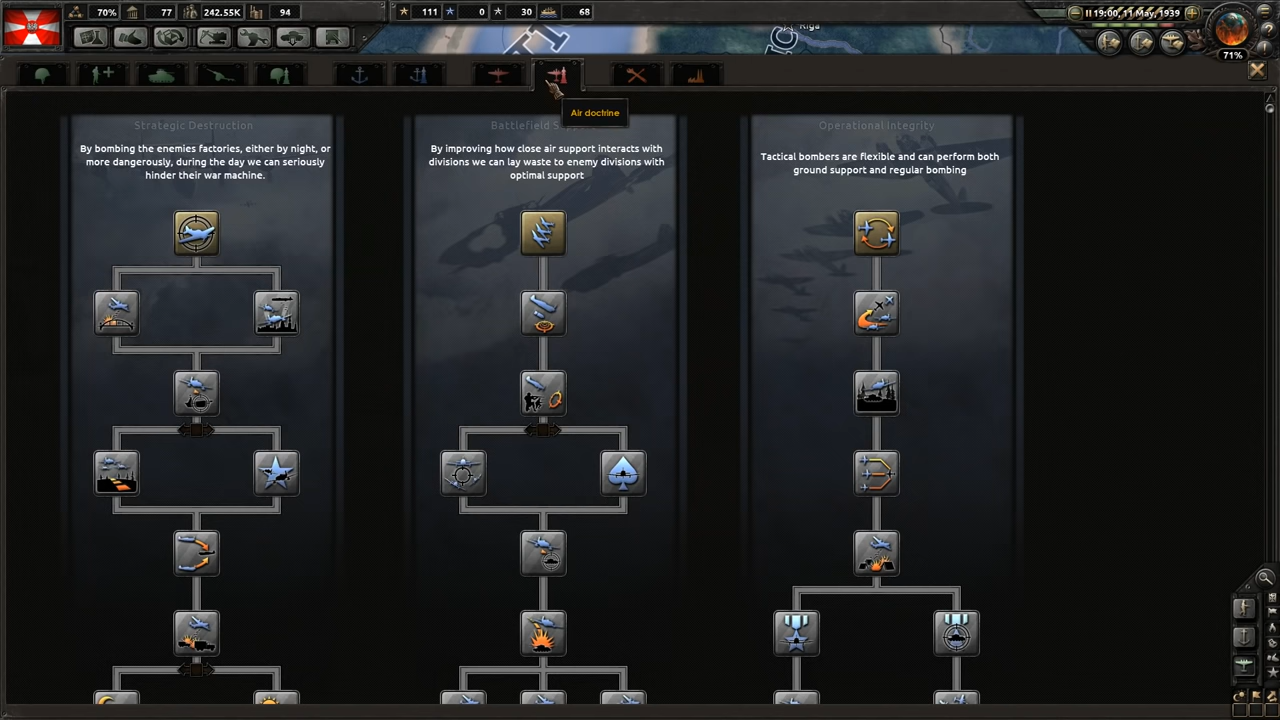 70%
77
242.55K
94
111
0
30
68
19:00, 11 May, 1939
Riga
71%
Air doctrine
Strategic Destruction
By bombing the enemies factories, either by night, or
more dangerously, during the day we can seriously
hinder their war machine.
Battlefield
By improving how close air support interacts with
divisions we can lay waste to enemy divisions with
optimal support
Operational Integrity
Tactical bombers are flexible and can perform both
ground support and regular bombing